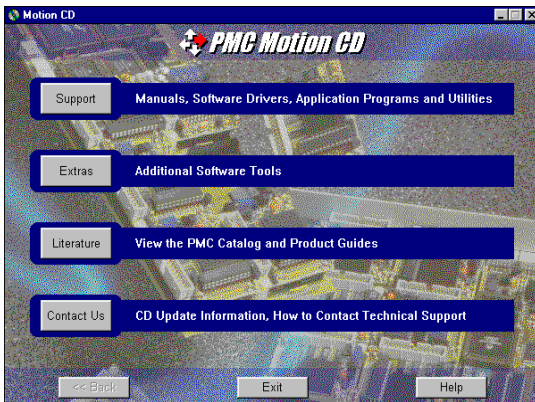 Motion CD
PMC Motion CD
Support
Manuals, Software Drivers, Application Programs and Utilities
Extras
Additional Software Tools
Literature
View the PMC Catalog and Product Guides
Contact Us
CD Update Information, How to Contact Technical Support
<< Back
Exit
Help